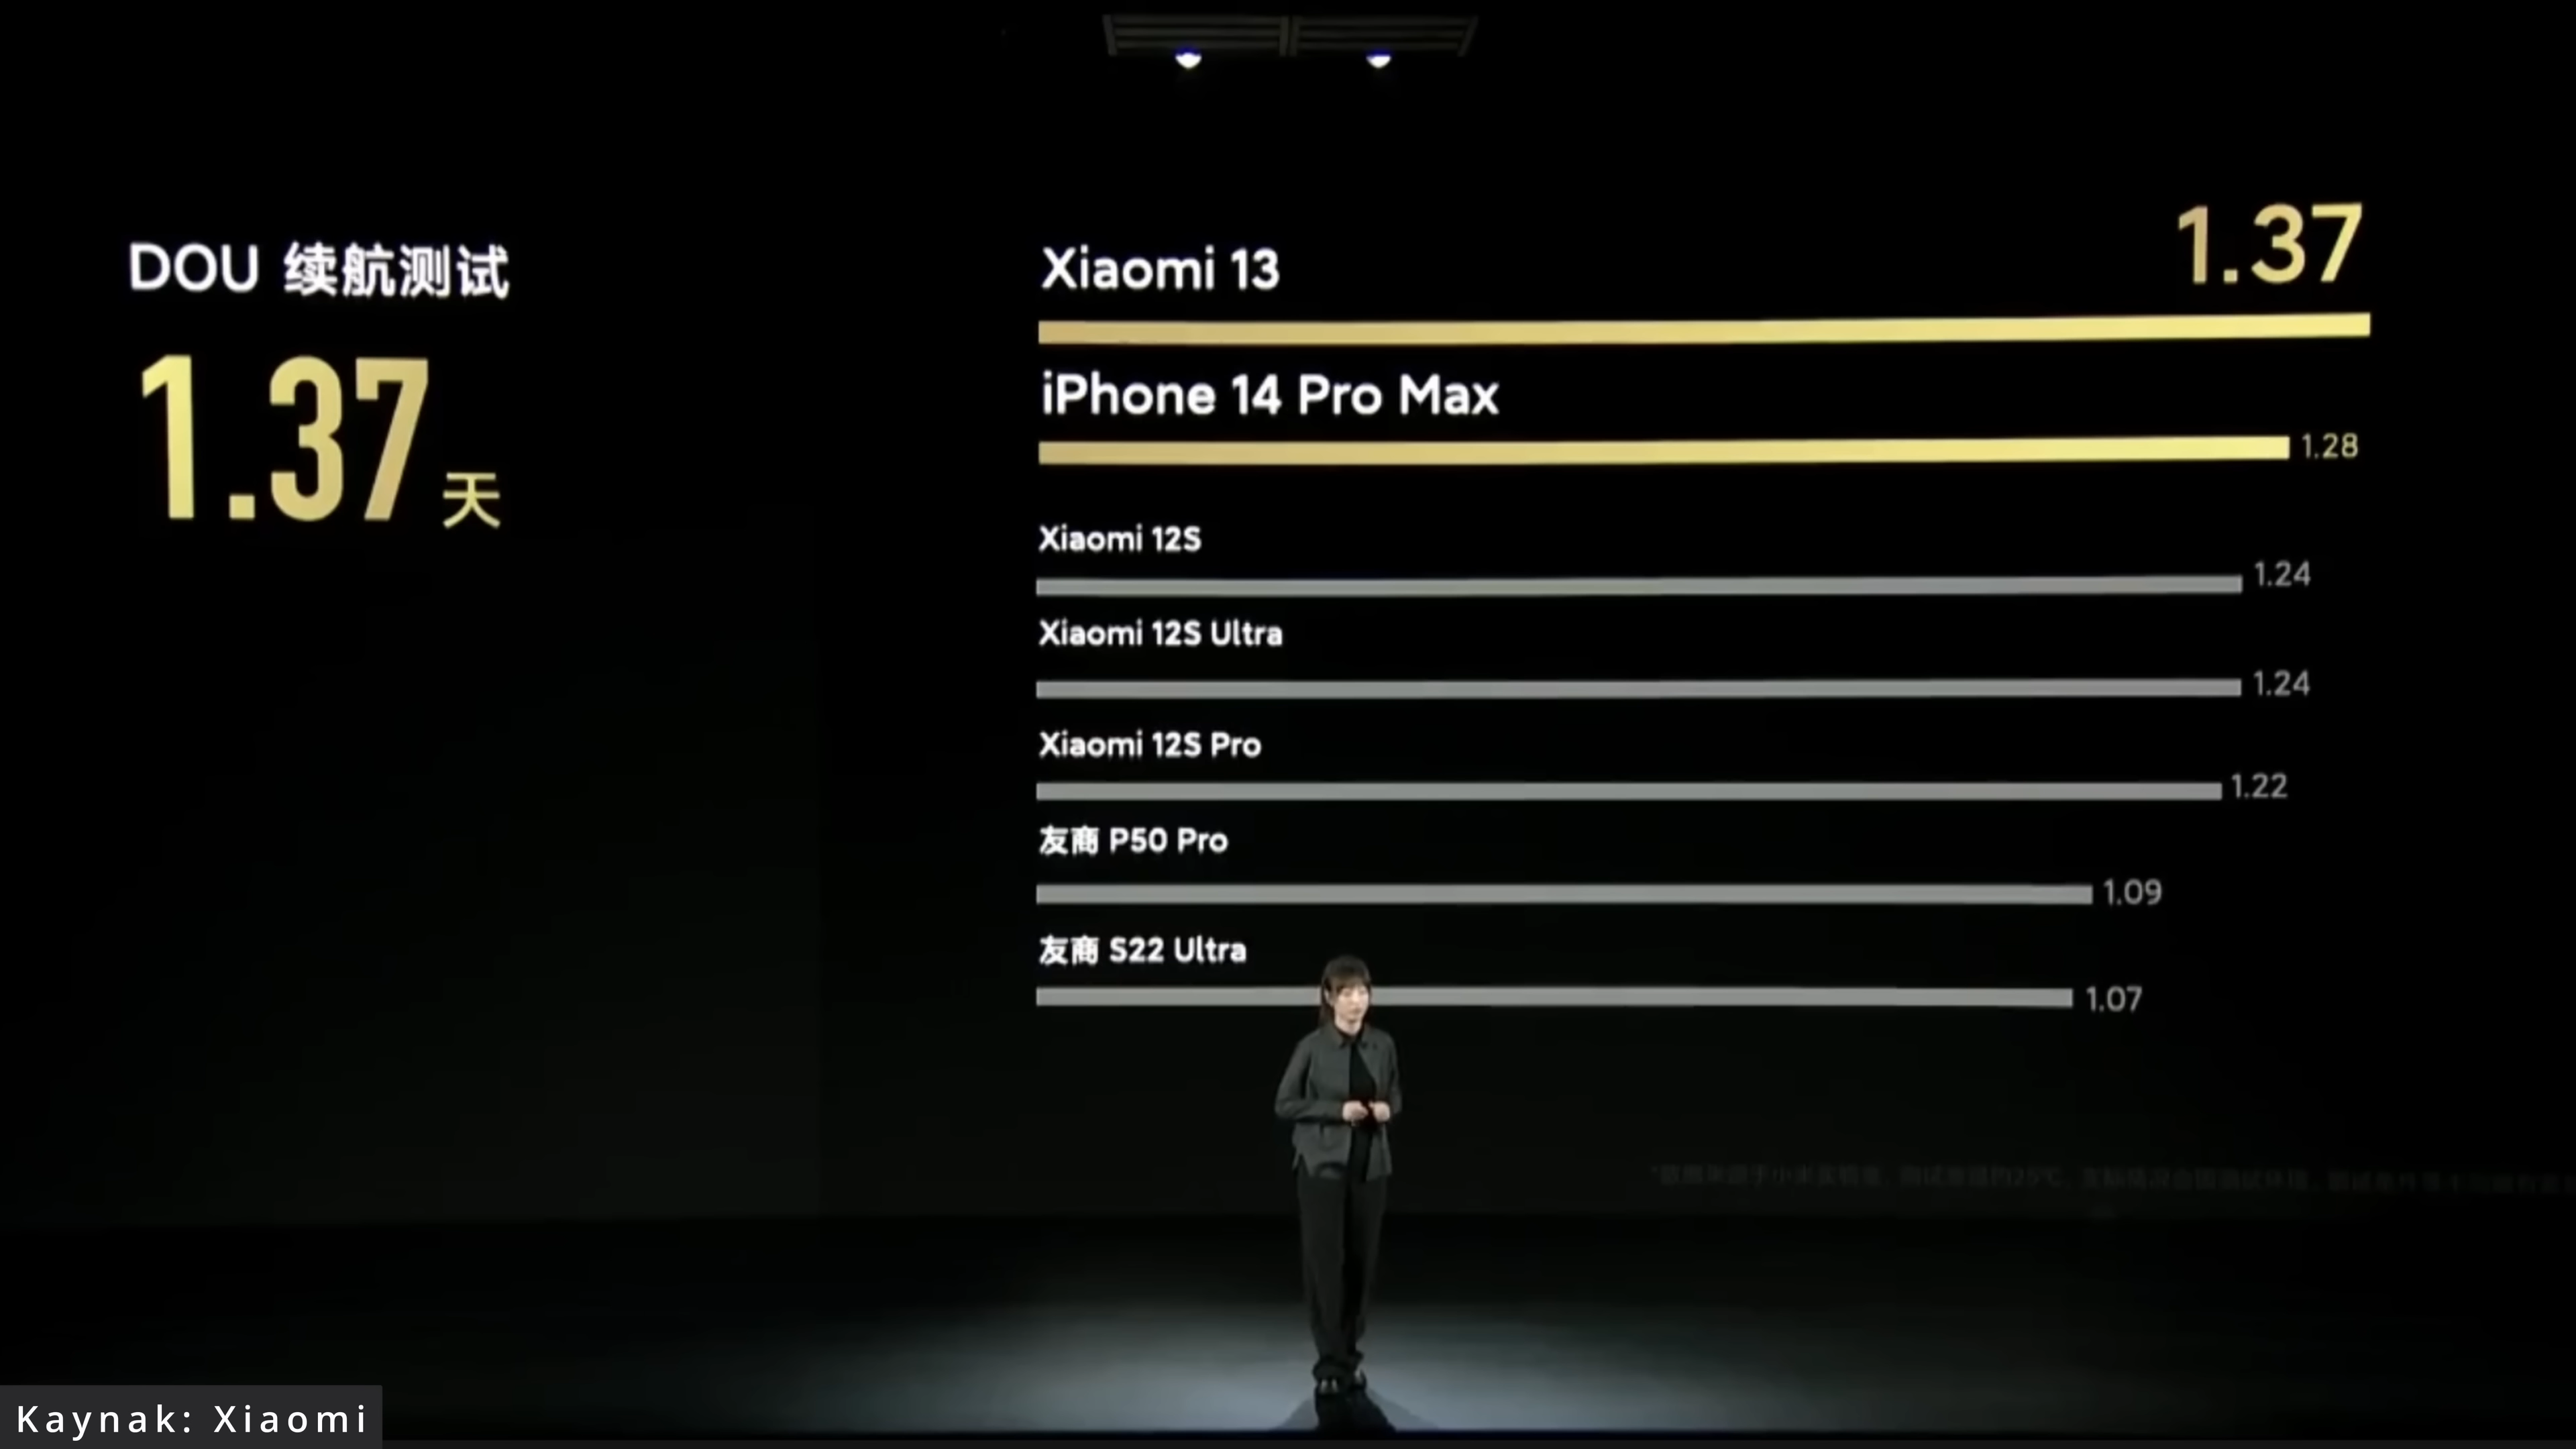 DOU 续航测试
1.37天
Xiaomi 13
1.37
iPhone 14 Pro Max
1.28
Xiaomi 12S
1.24
Xiaomi 12S Ultra
1.24
Xiaomi 12S Pro
1.22
友商 P50 Pro
1.09
友商 S22 Ultra
1.07
Kaynak: Xiaomi